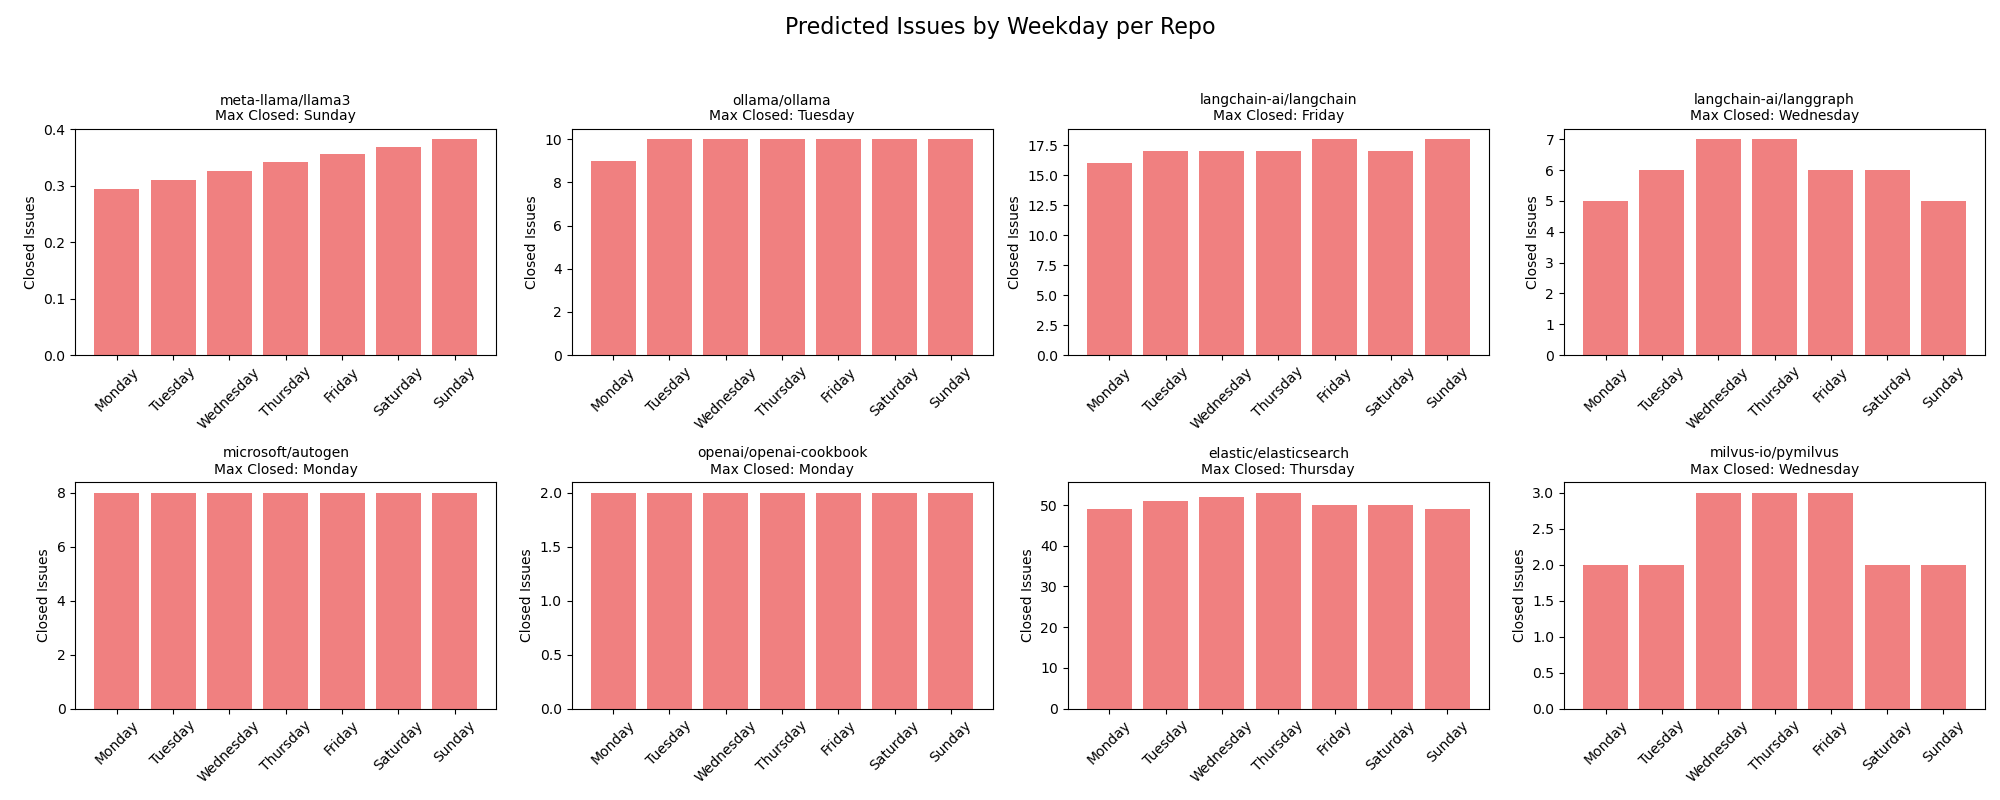 Predicted Issues by Weekday per Repo
meta-llama/llama3
Max Closed: Sunday
Closed Issues
0.4
0.3
0.2
0.1
0.0
Monday
Tuesday
Wednesday
Thursday
Friday
Saturday
Sunday
ollama/ollama
Max Closed: Tuesday
Closed Issues
10
8
6
4
2
0
Monday
Tuesday
Wednesday
Thursday
Friday
Saturday
Sunday
langchain-ai/langchain
Max Closed: Friday
Closed Issues
17.5
15.0
12.5
10.0
7.5
5.0
2.5
0.0
Monday
Tuesday
Wednesday
Thursday
Friday
Saturday
Sunday
langchain-ai/langgraph
Max Closed: Wednesday
Closed Issues
7
6
5
4
3
2
1
0
Monday
Tuesday
Wednesday
Thursday
Friday
Saturday
Sunday
microsoft/autogen
Max Closed: Monday
Closed Issues
8
6
4
2
0
Monday
Tuesday
Wednesday
Thursday
Friday
Saturday
Sunday
openai/openai-cookbook
Max Closed: Monday
Closed Issues
2.0
1.5
1.0
0.5
0.0
Monday
Tuesday
Wednesday
Thursday
Friday
Saturday
Sunday
elastic/elasticsearch
Max Closed: Thursday
Closed Issues
50
40
30
20
10
0
Monday
Tuesday
Wednesday
Thursday
Friday
Saturday
Sunday
milvus-io/pymilvus
Max Closed: Wednesday
Closed Issues
3.0
2.5
2.0
1.5
1.0
0.5
0.0
Monday
Tuesday
Wednesday
Thursday
Friday
Saturday
Sunday